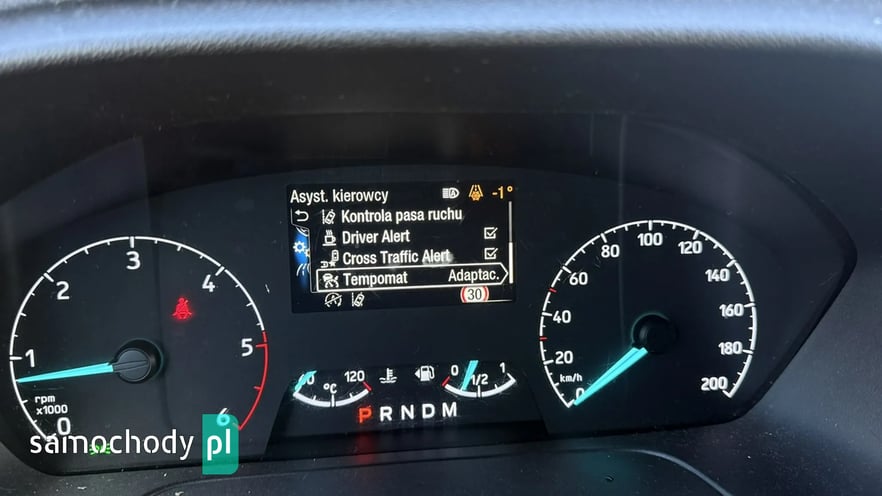 Asyst. kierowcy -1°
Kontrola pasa ruchu
Driver Alert
Cross Traffic Alert
Tempomat Adaptac.
30
0 1 2 3 4 5 6
rpm
x1000
120
°C
0 1/2 1
P R N D M
0 20 40 60 80 100 120 140 160 180 200
km/h
samochody pl